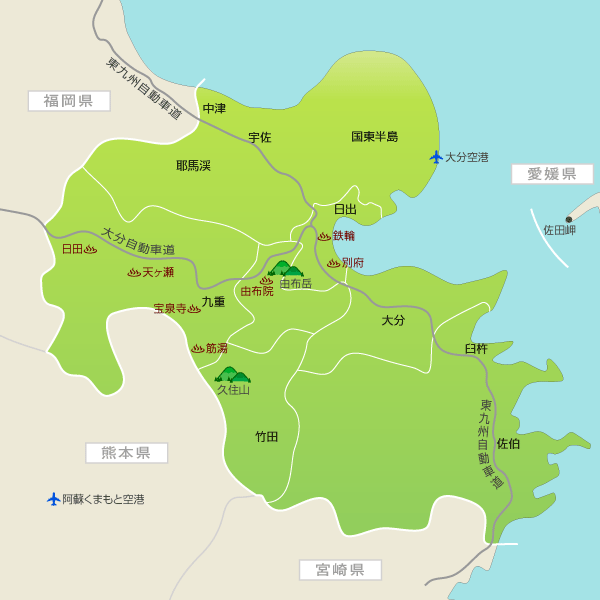 東九州自動車道
福岡県
中津
宇佐
国東半島
大分空港
耶馬渓
愛媛県
日出
佐田岬
大分自動車道
鉄輪
日田
天ヶ瀬
別府
由布岳
由布院
九重
宝泉寺
大分
筋湯
臼杵
久住山
東九州自動車道
竹田
佐伯
熊本県
阿蘇くまもと空港
宮崎県